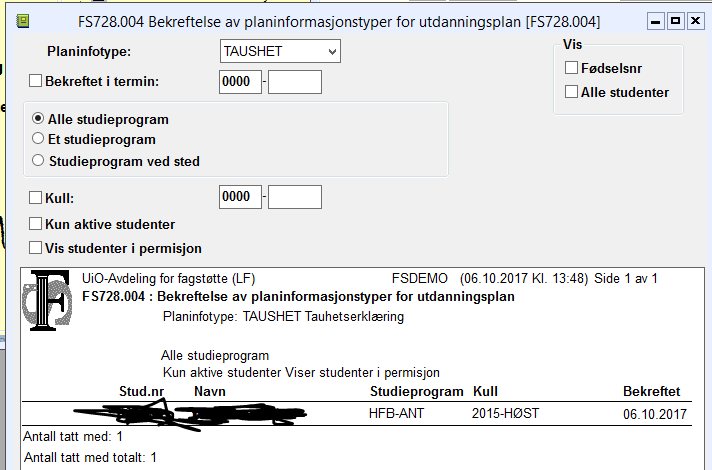 FS728.004 Bekreftelse av planinformasjonstyper for utdanningsplan [FS728.004]
Planinfotype: TAUSHET
Vis
Bekreftet i termin: 0000 -
Fødselsnr
Alle studenter
Alle studieprogram
Et studieprogram
Studieprogram ved sted
Kull: 0000 -
Kun aktive studenter
Vis studenter i permisjon
UiO-Avdeling for fagstøtte (LF) FSDEMO (06.10.2017 Kl. 13:48) Side 1 av 1
FS728.004 : Bekreftelse av planinformasjonstyper for utdanningsplan
Planinfotype: TAUSHET Tauhetserklæring
Alle studieprogram
Kun aktive studenter Viser studenter i permisjon
Stud.nr Navn Studieprogram Kull Bekreftet
HFB-ANT 2015-HØST 06.10.2017
Antall tatt med: 1
Antall tatt med totalt: 1